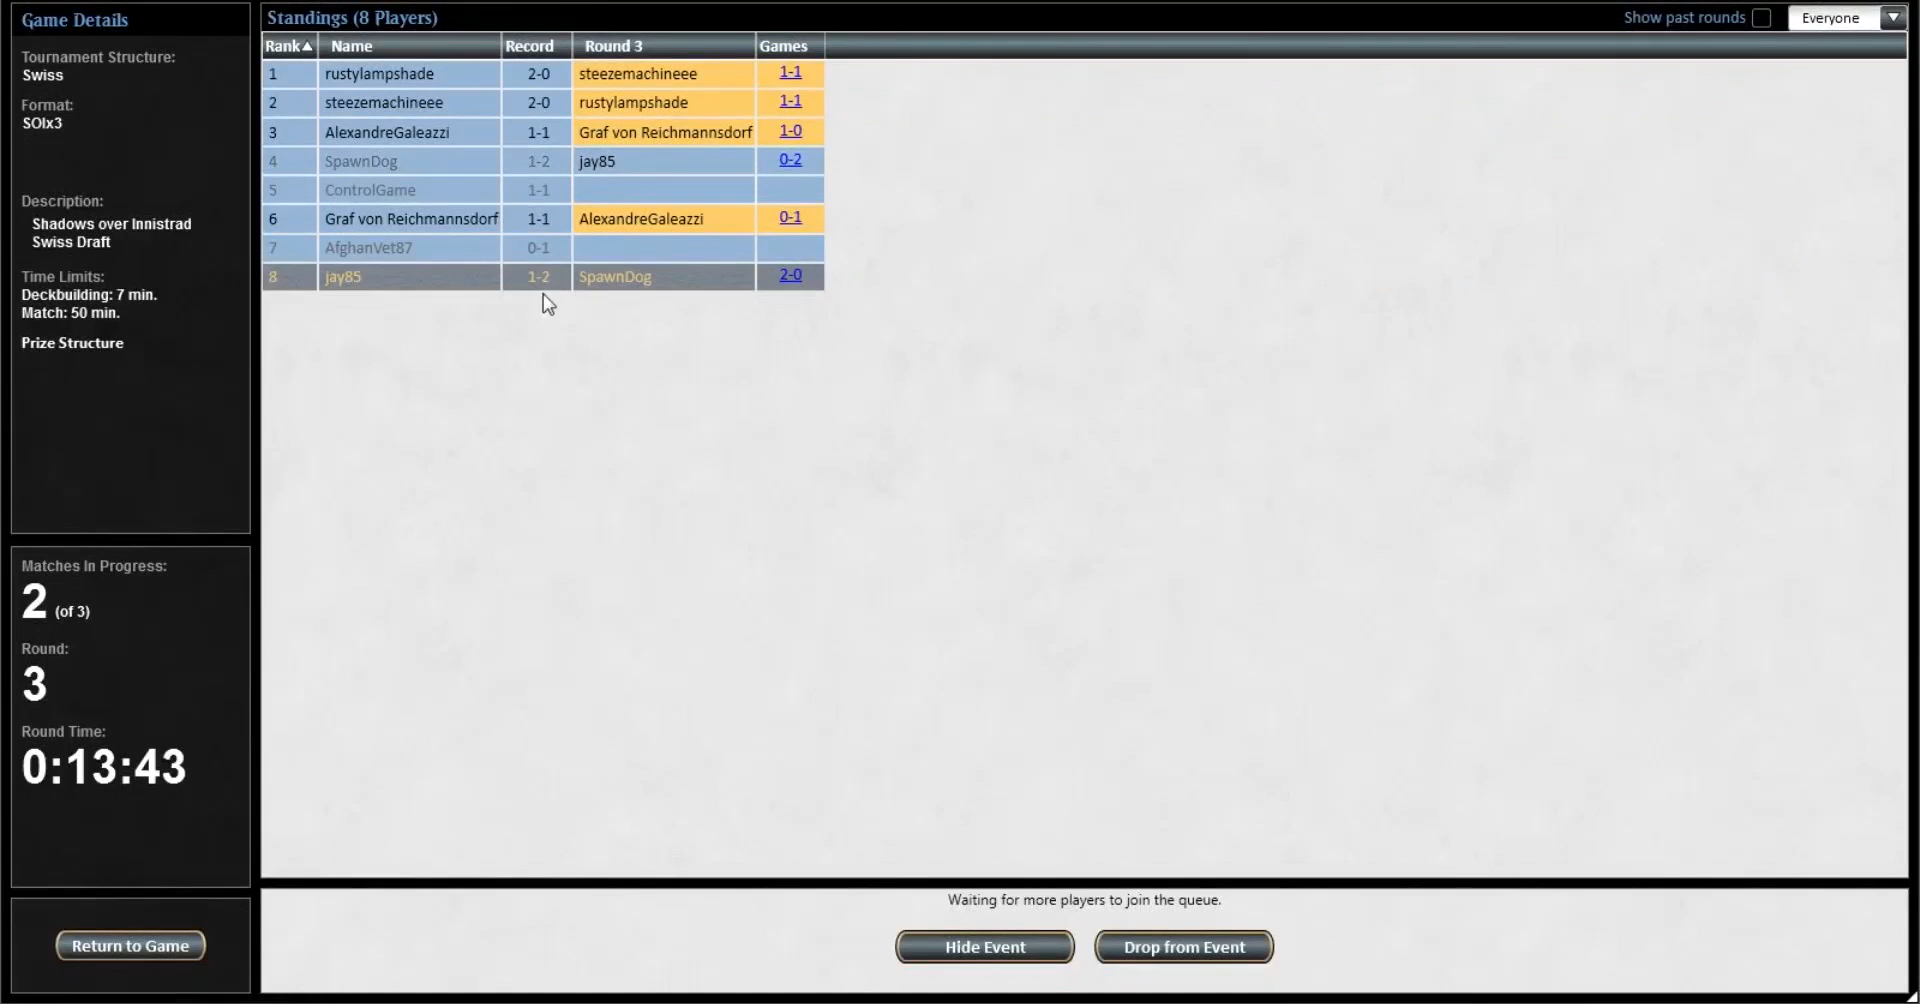 Game Details
Tournament Structure:
Swiss
Format:
SOIx3
Description:
Shadows over Innistrad
Swiss Draft
Time Limits:
Deckbuilding: 7 min.
Match: 50 min.
Prize Structure
Matches In Progress:
2 (of 3)
Round:
3
Round Time:
0:13:43
Return to Game
Standings (8 Players)
Show past rounds
Everyone
Rank Name Record Round 3 Games
1 rustylampshade 2-0 steezemachineee 1-1
2 steezemachineee 2-0 rustylampshade 1-1
3 AlexandreGaleazzi 1-1 Graf von Reichmannsdorf 1-0
4 SpawnDog 1-2 jay85 0-2
5 ControlGame 1-1
6 Graf von Reichmannsdorf 1-1 AlexandreGaleazzi 0-1
7 AfghanVet87 0-1
8 jay85 1-2 SpawnDog 2-0
Waiting for more players to join the queue.
Hide Event
Drop from Event